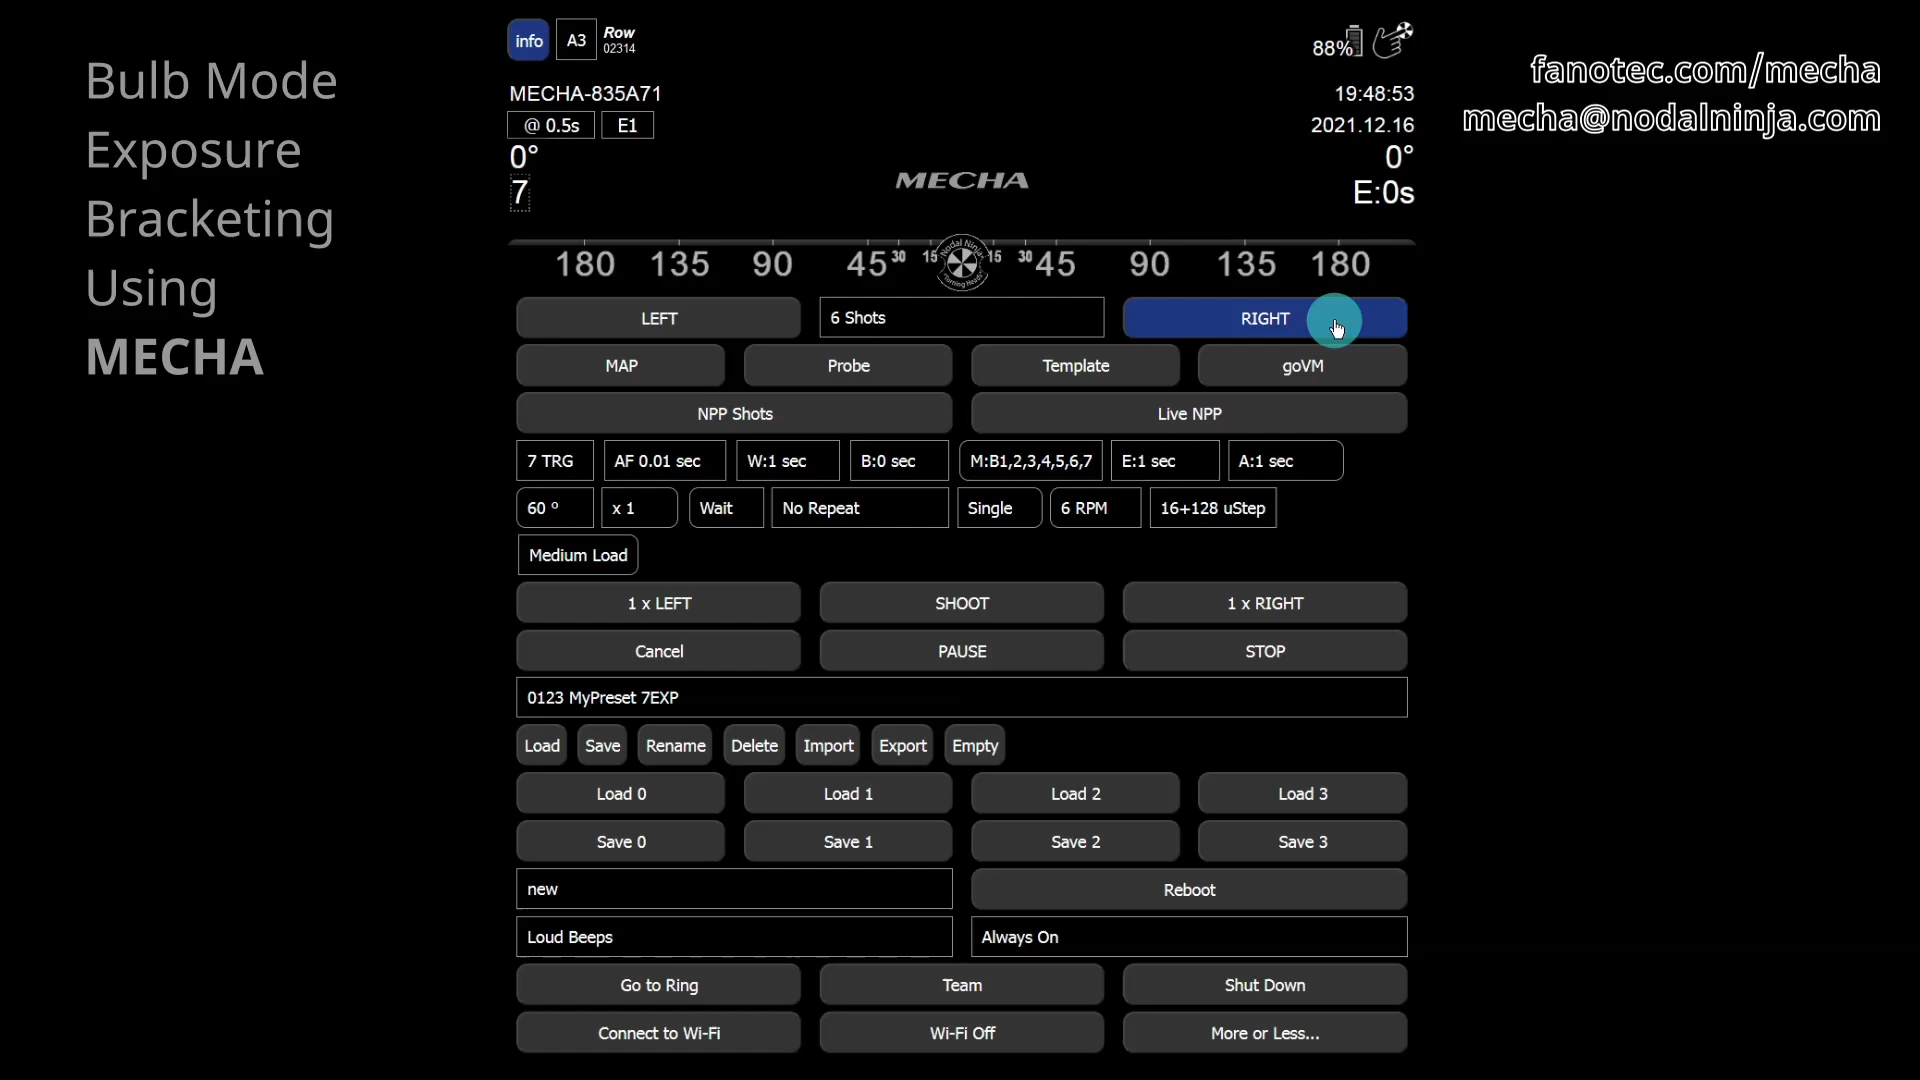 Bulb Mode
Exposure
Bracketing
Using
MECHA
info A3 Row
02314
88%
fanotec.com/mecha
mecha@nodalninja.com
MECHA-835A71 19:48:53
@ 0.5s E1 2021.12.16
0° 0°
7 MECHA E:0s
180 135 90 45 30 15 Nodal Ninja "Turning Heads" 15 30 45 90 135 180
LEFT 6 Shots RIGHT
MAP Probe Template goVM
NPP Shots Live NPP
7 TRG AF 0.01 sec W:1 sec B:0 sec M:B1,2,3,4,5,6,7 E:1 sec A:1 sec
60 º x 1 Wait No Repeat Single 6 RPM 16+128 uStep
Medium Load
1 x LEFT SHOOT 1 x RIGHT
Cancel PAUSE STOP
0123 MyPreset 7EXP
Load Save Rename Delete Import Export Empty
Load 0 Load 1 Load 2 Load 3
Save 0 Save 1 Save 2 Save 3
new Reboot
Loud Beeps Always On
Go to Ring Team Shut Down
Connect to Wi-Fi Wi-Fi Off More or Less...